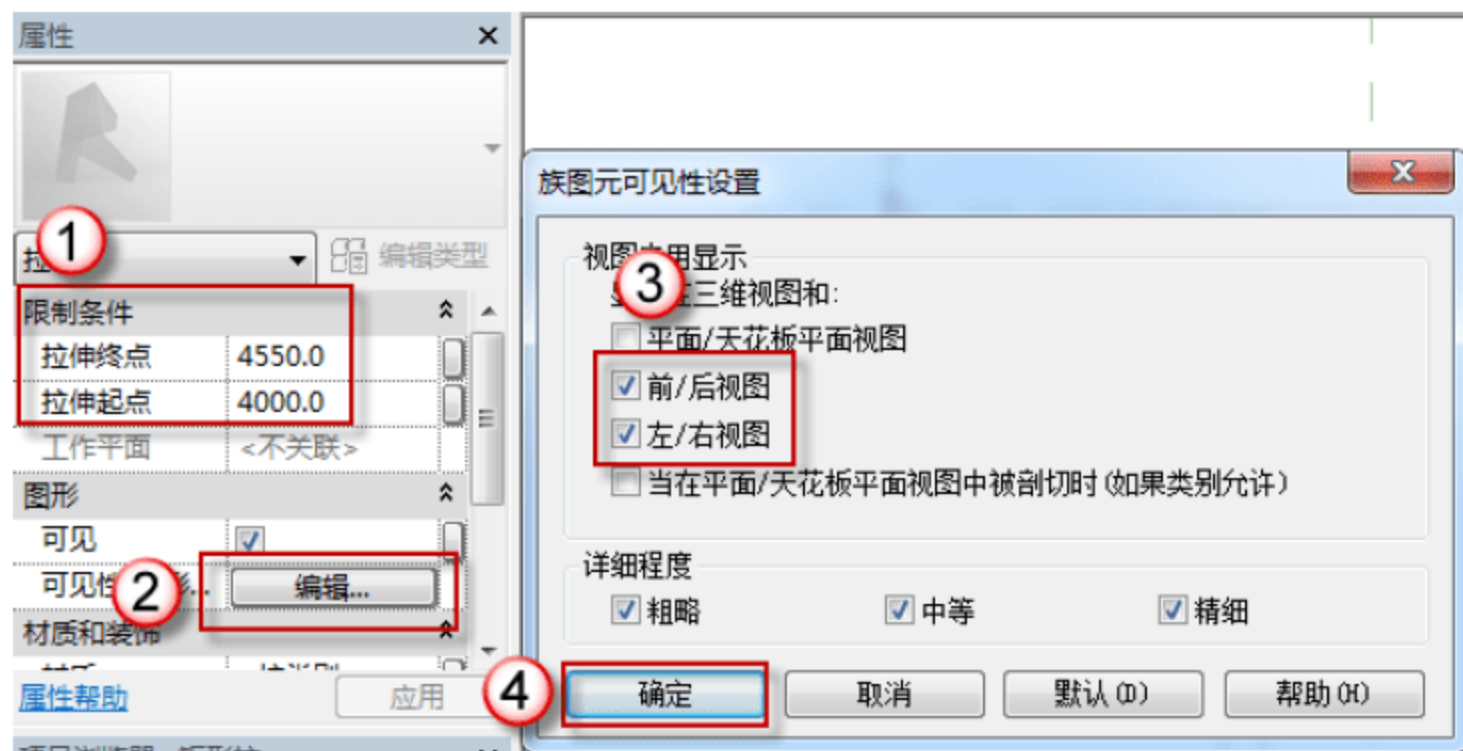 属性
编辑类型
限制条件
拉伸终点 4550.0
拉伸起点 4000.0
工作平面 <不关联>
图形
可见
编辑...
材质和装饰
属性帮助 应用
1
2
族图元可见性设置
3
三维视图和:
平面/天花板平面视图
前/后视图
左/右视图
当在平面/天花板平面视图中被剖切时(如果类别允许)
详细程度
粗略 中等 精细
4
确定 取消 默认(D) 帮助(H)